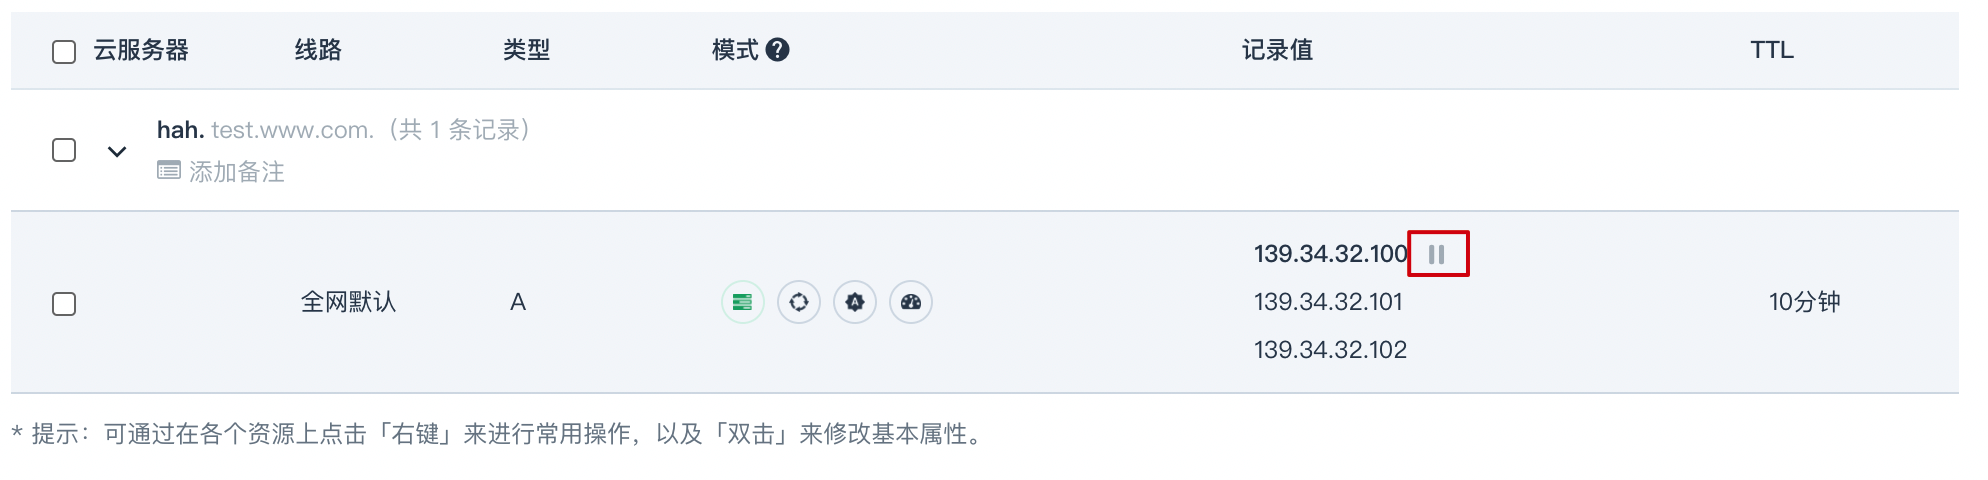 云服务器 线路 类型 模式 ? 记录值 TTL
hah. test.www.com.（共 1 条记录）
添加备注
139.34.32.100
全网默认 A 139.34.32.101 10分钟
139.34.32.102
* 提示：可通过在各个资源上点击「右键」来进行常用操作，以及「双击」来修改基本属性。